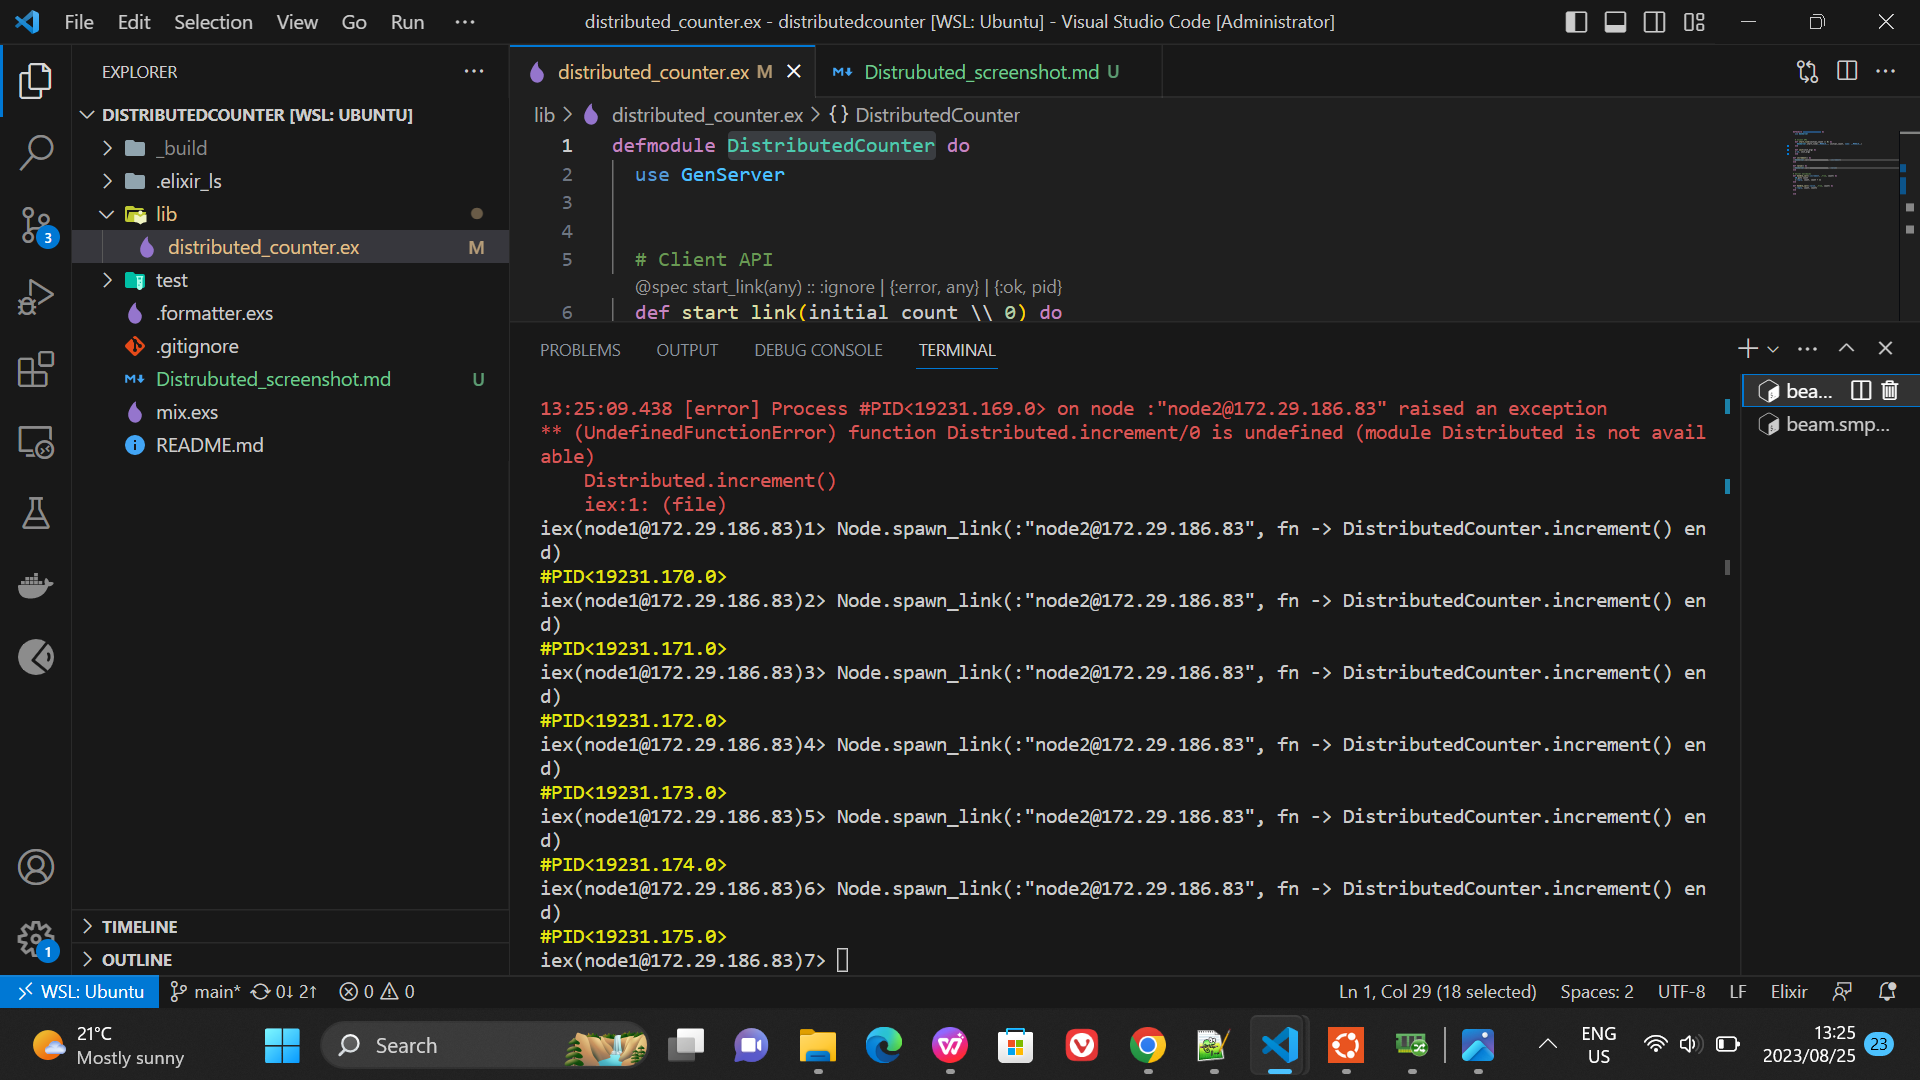 File Edit Selection View Go Run ···
distributed_counter.ex - distributedcounter [WSL: Ubuntu] - Visual Studio Code [Administrator]
EXPLORER
DISTRIBUTEDCOUNTER [WSL: UBUNTU]
_build
.elixir_ls
lib
distributed_counter.ex M
test
.formatter.exs
.gitignore
Distrubuted_screenshot.md U
mix.exs
README.md
TIMELINE
OUTLINE
3
1
distributed_counter.ex M
Distrubuted_screenshot.md U
lib > distributed_counter.ex > {} DistributedCounter
1 defmodule DistributedCounter do
2 use GenServer
3
4
5 # Client API
@spec start_link(any) :: :ignore | {:error, any} | {:ok, pid}
6 def start_link(initial_count \\ 0) do
PROBLEMS OUTPUT DEBUG CONSOLE TERMINAL
13:25:09.438 [error] Process #PID<19231.169.0> on node :"node2@172.29.186.83" raised an exception
** (UndefinedFunctionError) function Distributed.increment/0 is undefined (module Distributed is not avail
able)
Distributed.increment()
iex:1: (file)
iex(node1@172.29.186.83)1> Node.spawn_link(:"node2@172.29.186.83", fn -> DistributedCounter.increment() en
d)
#PID<19231.170.0>
iex(node1@172.29.186.83)2> Node.spawn_link(:"node2@172.29.186.83", fn -> DistributedCounter.increment() en
d)
#PID<19231.171.0>
iex(node1@172.29.186.83)3> Node.spawn_link(:"node2@172.29.186.83", fn -> DistributedCounter.increment() en
d)
#PID<19231.172.0>
iex(node1@172.29.186.83)4> Node.spawn_link(:"node2@172.29.186.83", fn -> DistributedCounter.increment() en
d)
#PID<19231.173.0>
iex(node1@172.29.186.83)5> Node.spawn_link(:"node2@172.29.186.83", fn -> DistributedCounter.increment() en
d)
#PID<19231.174.0>
iex(node1@172.29.186.83)6> Node.spawn_link(:"node2@172.29.186.83", fn -> DistributedCounter.increment() en
d)
#PID<19231.175.0>
iex(node1@172.29.186.83)7>
bea...
beam.smp...
WSL: Ubuntu main* 0↓ 2↑ 0 0
Ln 1, Col 29 (18 selected) Spaces: 2 UTF-8 LF Elixir
21°C
Mostly sunny
Search
ENG
US
13:25
2023/08/25
23